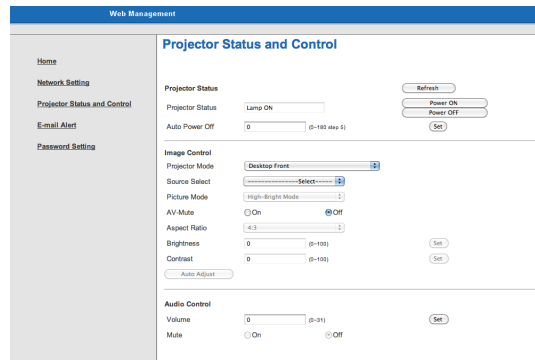 Web Management
Projector Status and Control
Home
Network Setting
Projector Status and Control
E-mail Alert
Password Setting
Projector Status Refresh
Projector Status Lamp ON Power ON
Power OFF
Auto Power Off 0 (0~180 step 5) Set
Image Control
Projector Mode Desktop Front
Source Select ---------------Select----- 
Picture Mode High-Bright Mode
AV-Mute On Off
Aspect Ratio 4:3
Brightness 0 (0~100) Set
Contrast 0 (0~100) Set
Auto Adjust
Audio Control
Volume 0 (0~31) Set
Mute On Off